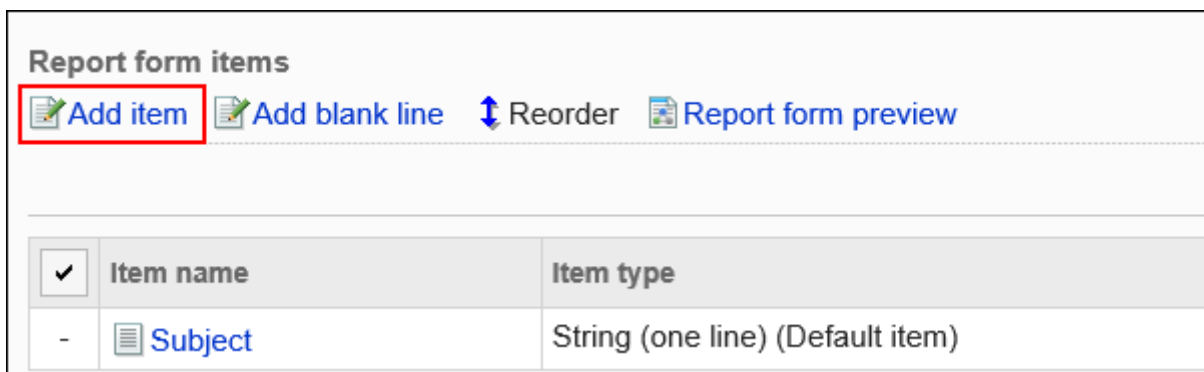 Report form items
Add item Add blank line Reorder Report form preview
Item name Item type
- Subject String (one line) (Default item)